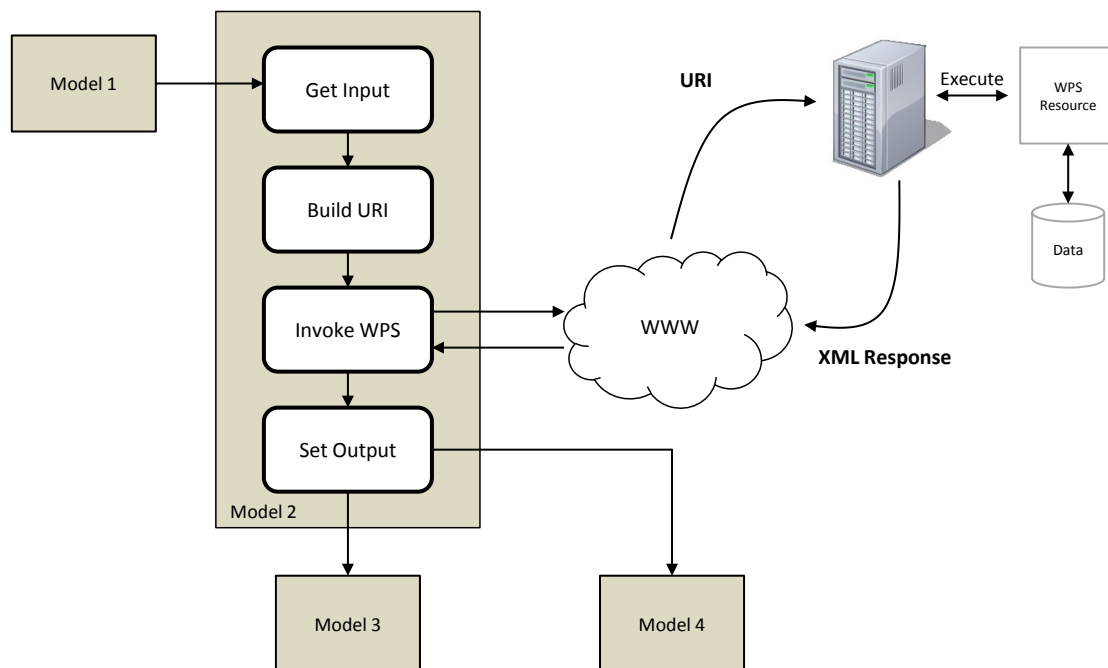 Model 1
Get Input
Build URI
Invoke WPS
Set Output
Model 2
Model 3
Model 4
WWW
URI
XML Response
Execute
WPS
Resource
Data